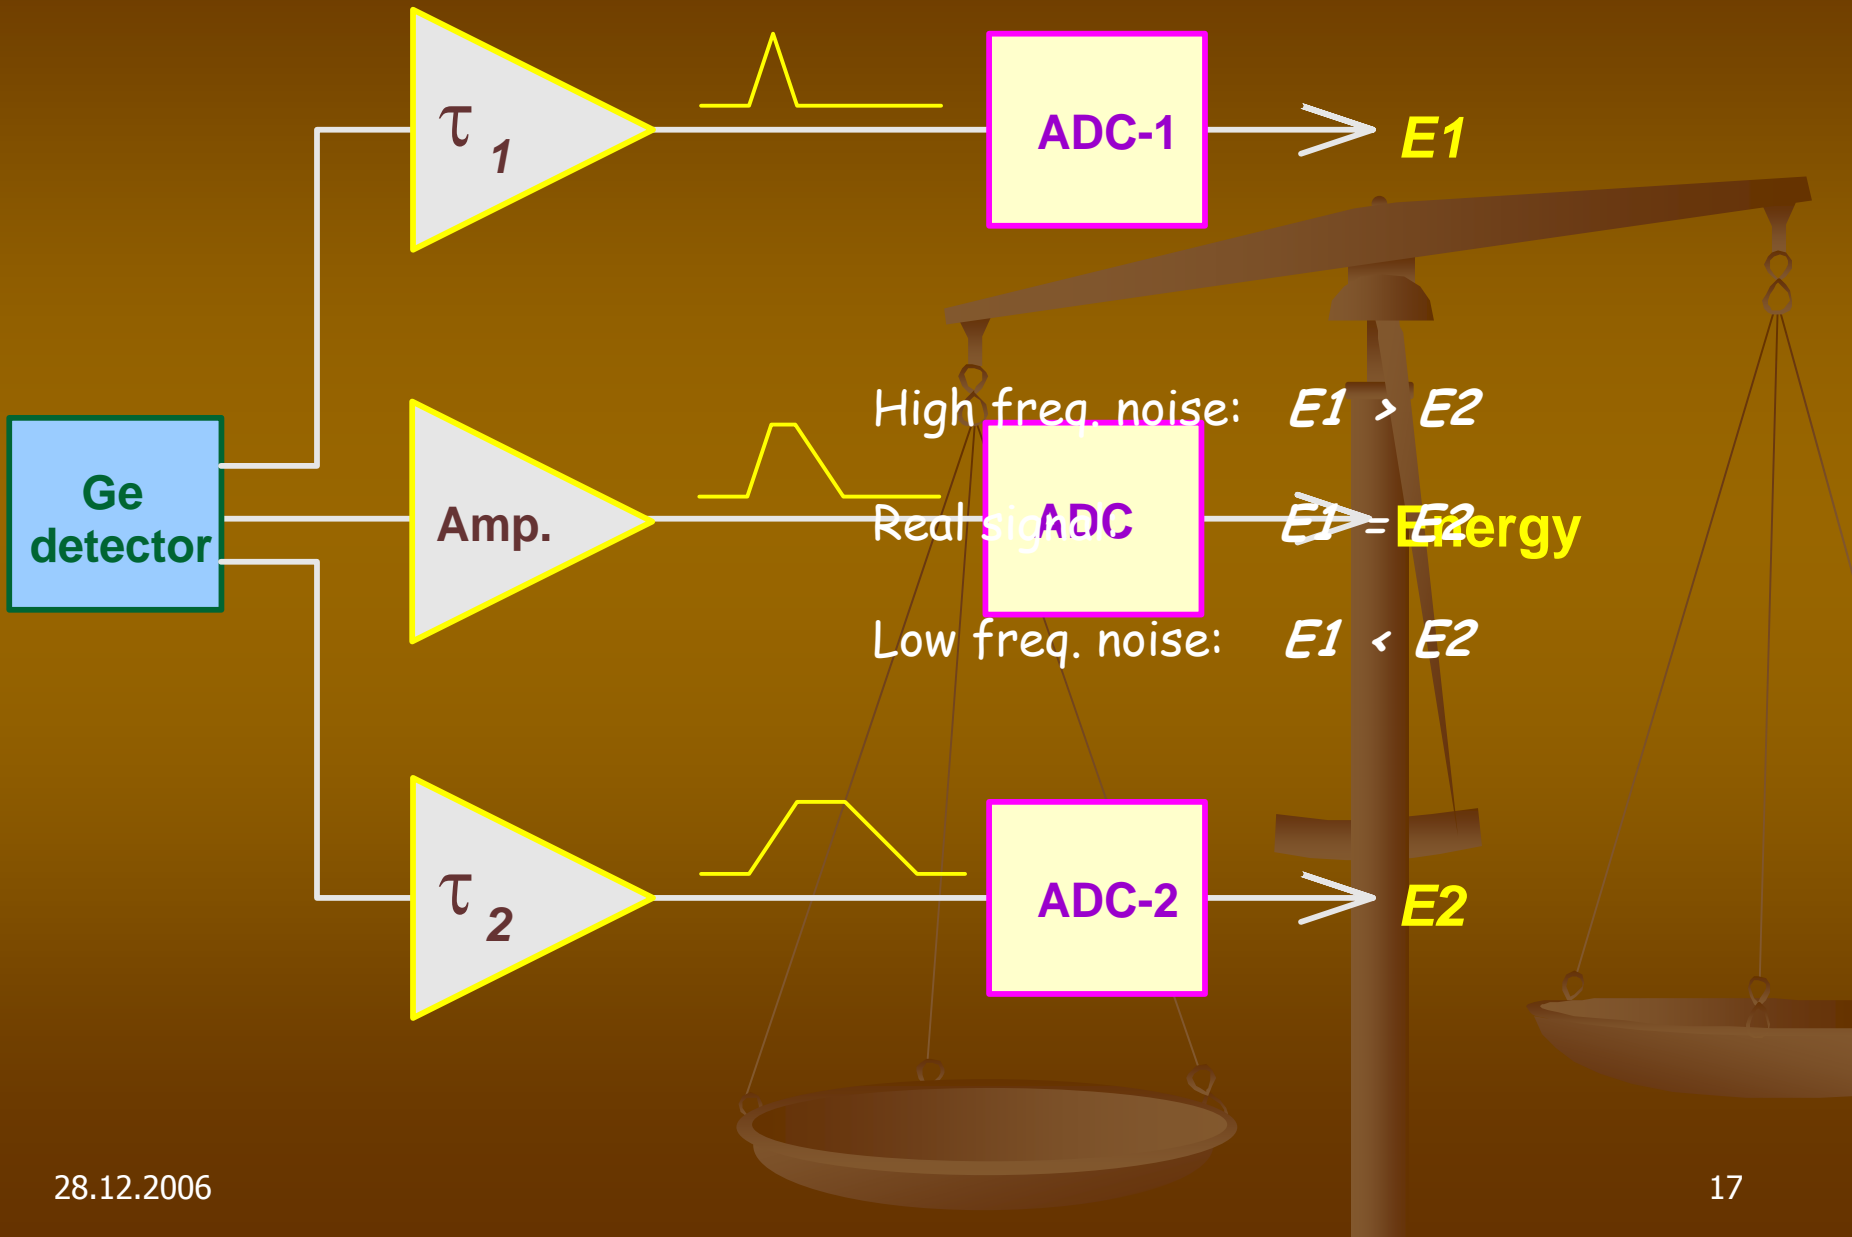 τ 1
ADC-1
E1
High freq. noise: E1 > E2
Ge
detector
Amp.
ADC
Energy
Real signal: E1 = E2
Low freq. noise: E1 < E2
τ 2
ADC-2
E2
28.12.2006
17